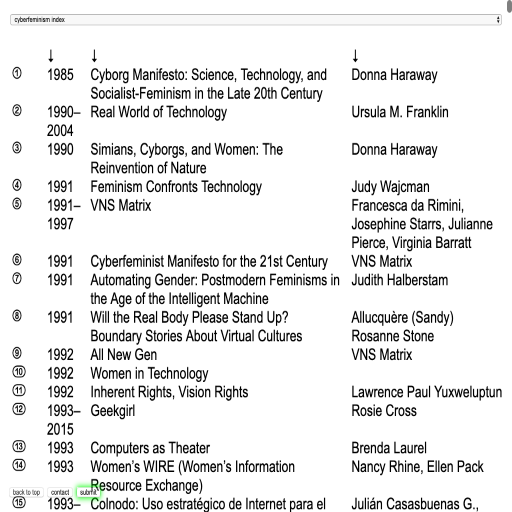 cyberfeminism index
↓ ↓ ↓
① 1985 Cyborg Manifesto: Science, Technology, and Donna Haraway
Socialist-Feminism in the Late 20th Century
② 1990– Real World of Technology Ursula M. Franklin
2004
③ 1990 Simians, Cyborgs, and Women: The Donna Haraway
Reinvention of Nature
④ 1991 Feminism Confronts Technology Judy Wajcman
⑤ 1991– VNS Matrix Francesca da Rimini,
1997 Josephine Starrs, Julianne
Pierce, Virginia Barratt
⑥ 1991 Cyberfeminist Manifesto for the 21st Century VNS Matrix
⑦ 1991 Automating Gender: Postmodern Feminisms in Judith Halberstam
the Age of the Intelligent Machine
⑧ 1991 Will the Real Body Please Stand Up? Allucquère (Sandy)
Boundary Stories About Virtual Cultures Rosanne Stone
⑨ 1992 All New Gen VNS Matrix
⑩ 1992 Women in Technology
⑪ 1992 Inherent Rights, Vision Rights Lawrence Paul Yuxweluptun
⑫ 1993– Geekgirl Rosie Cross
2015
⑬ 1993 Computers as Theater Brenda Laurel
⑭ 1993 Women's WIRE (Women's Information Nancy Rhine, Ellen Pack
Resource Exchange)
back to top contact submit
⑮ 1993– Colnodo: Uso estratégico de Internet para el Julián Casasbuenas G.,